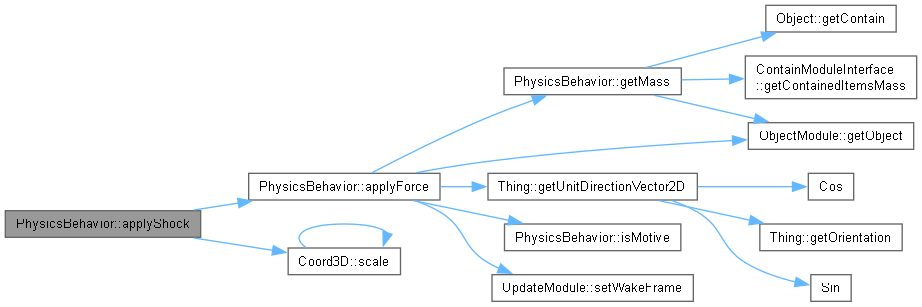 Object::getContain
ContainModuleInterface
::getContainedItemsMass
PhysicsBehavior::getMass
ObjectModule::getObject
PhysicsBehavior::applyForce
Thing::getUnitDirectionVector2D
Cos
PhysicsBehavior::applyShock
PhysicsBehavior::isMotive
Thing::getOrientation
Coord3D::scale
UpdateModule::setWakeFrame
Sin